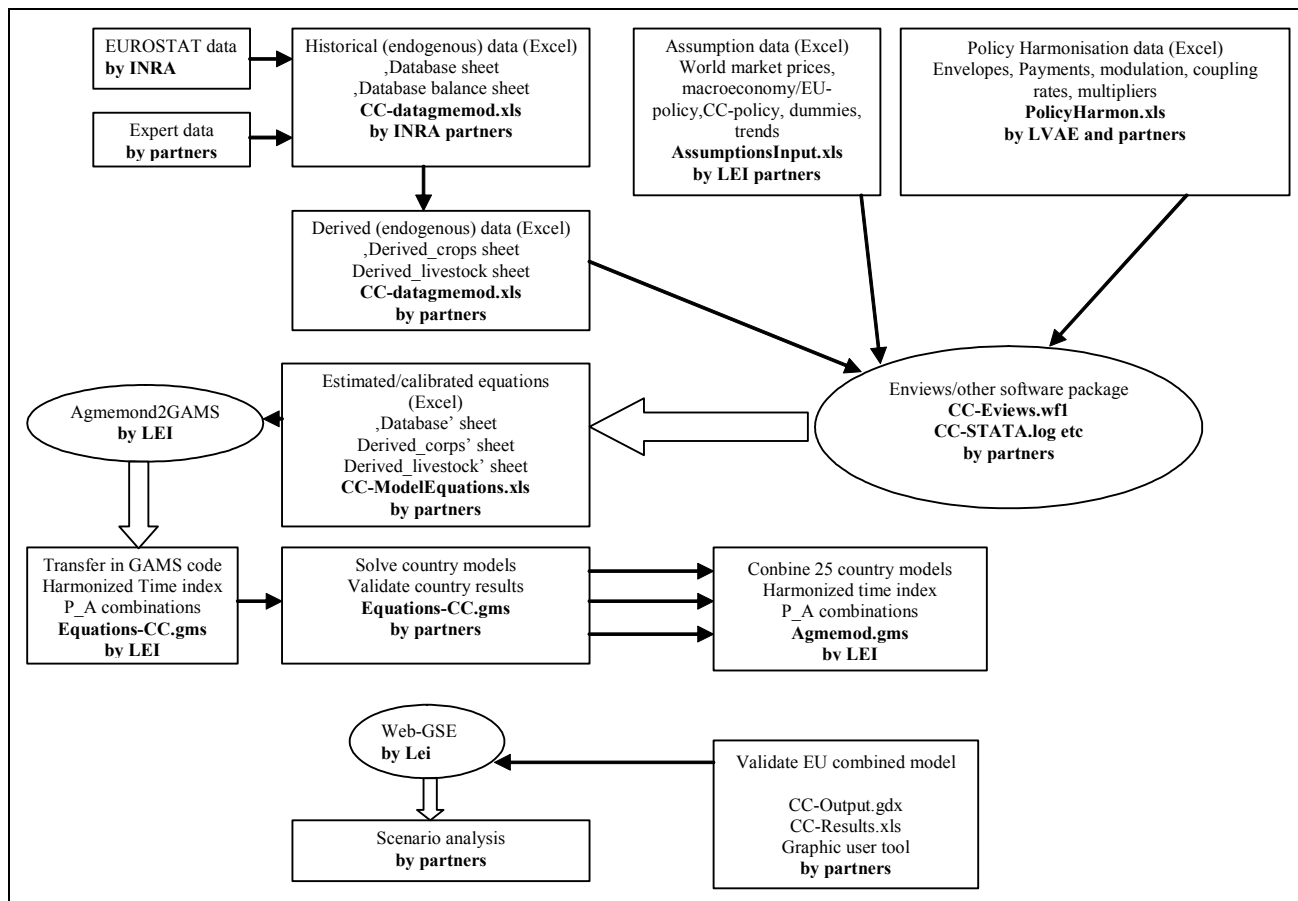 EUROSTAT data
by INRA
Historical (endogenous) data (Excel)
,Database sheet
,Database balance sheet
CC-datagmemod.xls
by INRA partners
Expert data
by partners
Assumption data (Excel)
World market prices,
macroeconomy/EU-
policy,CC-policy, dummies,
trends
AssumptionsInput.xls
by LEI partners
Policy Harmonisation data (Excel)
Envelopes, Payments, modulation, coupling
rates, multipliers
PolicyHarmon.xls
by LVAE and partners
Derived (endogenous) data (Excel)
,Derived_crops sheet
Derived_livestock sheet
CC-datagmemod.xls
by partners
Enviews/other software package
CC-Eviews.wf1
CC-STATA.log etc
by partners
Estimated/calibrated equations
(Excel)
,Database’ sheet
Derived_corps’ sheet
Derived_livestock’ sheet
CC-ModelEquations.xls
by partners
Agmemond2GAMS
by LEI
Transfer in GAMS code
Harmonized Time index
P_A combinations
Equations-CC.gms
by LEI
Solve country models
Validate country results
Equations-CC.gms
by partners
Conbine 25 country models
Harmonized time index
P_A combinations
Agmemod.gms
by LEI
Web-GSE
by Lei
Validate EU combined model
CC-Output.gdx
CC-Results.xls
Graphic user tool
by partners
Scenario analysis
by partners